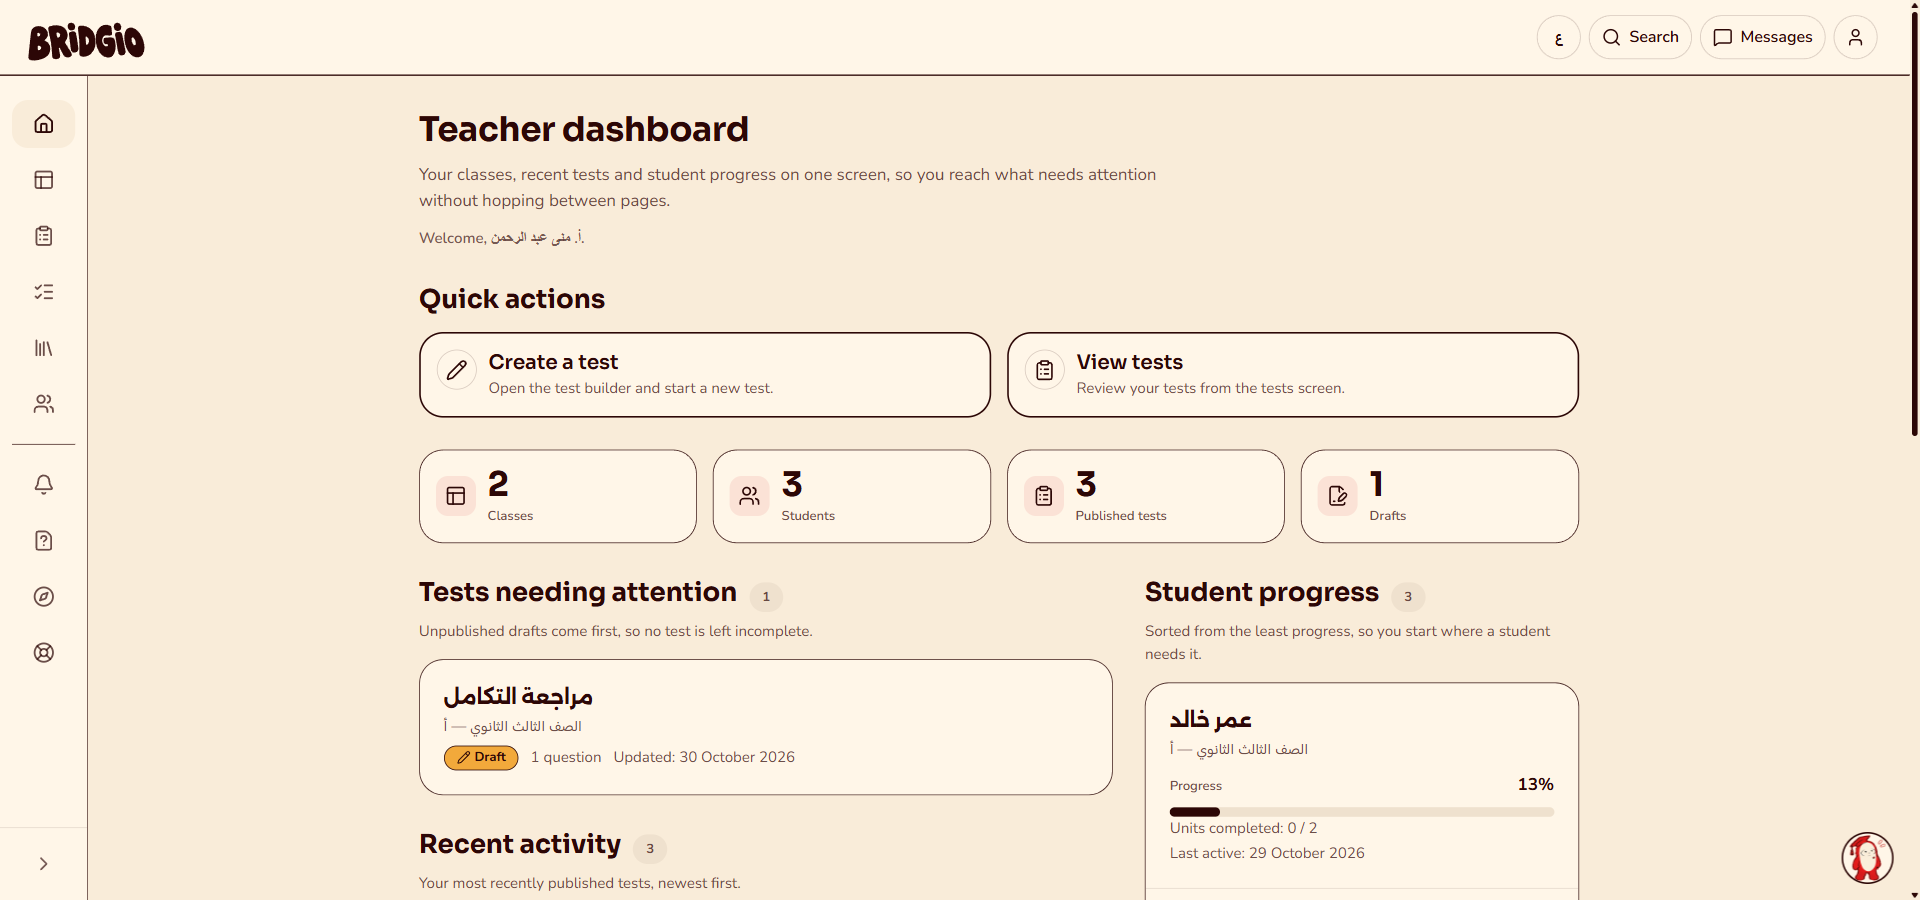 BRiDGiO
ع
Search
Messages
Teacher dashboard
Your classes, recent tests and student progress on one screen, so you reach what needs attention
without hopping between pages.
Welcome, أ. منى عبد الرحمن.
Quick actions
Create a test
Open the test builder and start a new test.
View tests
Review your tests from the tests screen.
2
Classes
3
Students
3
Published tests
1
Drafts
Tests needing attention 1
Unpublished drafts come first, so no test is left incomplete.
مراجعة التكامل
الصف الثالث الثانوي — أ
Draft 1 question Updated: 30 October 2026
Recent activity 3
Your most recently published tests, newest first.
Student progress 3
Sorted from the least progress, so you start where a student
needs it.
عمر خالد
الصف الثالث الثانوي — أ
Progress 13%
Units completed: 0 / 2
Last active: 29 October 2026